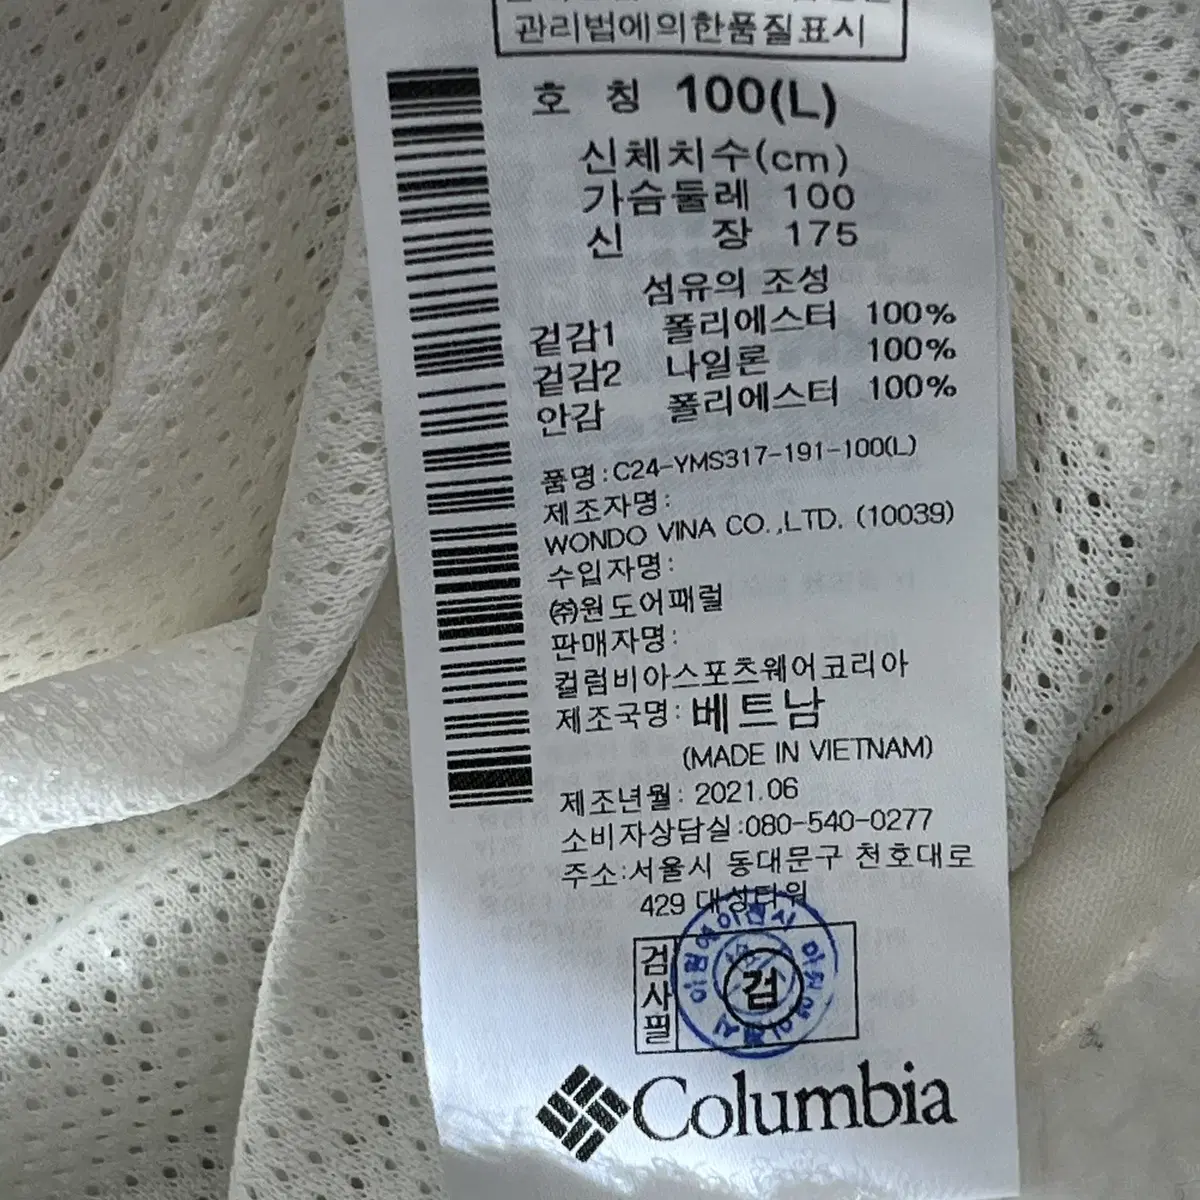 관리법에의한품질표시
호 칭 100(L)
신체치수(cm)
가슴둘레 100
신 장 175
섬유의 조성
겉감1 폴리에스터 100%
겉감2 나일론 100%
안감 폴리에스터 100%
품명:C24-YMS317-191-100(L)
제조자명:
WONDO VINA CO.,LTD. (10039)
수입자명:
㈜원도어패럴
판매자명:
컬럼비아스포츠웨어코리아
제조국명:베트남
(MADE IN VIETNAM)
제조년월: 2021.06
소비자상담실:080-540-0277
주소:서울시 동대문구 천호대로
429 대성타워
검사필
검
Columbia